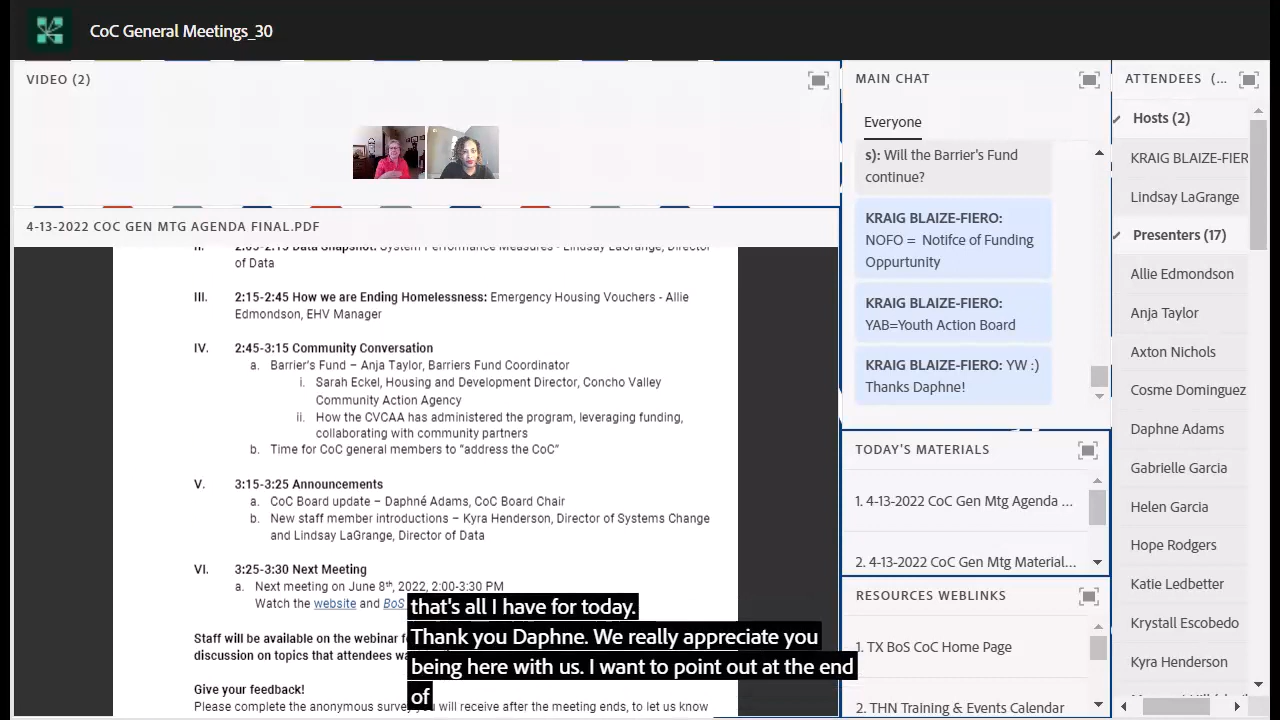 CoC General Meetings_30
VIDEO (2)
4-13-2022 COC GEN MTG AGENDA FINAL.PDF
II. 2:05-2:15 Data Snapshot: System Performance Measures - Lindsay LaGrange, Director
of Data
III. 2:15-2:45 How we are Ending Homelessness: Emergency Housing Vouchers - Allie
Edmondson, EHV Manager
IV. 2:45-3:15 Community Conversation
a. Barrier's Fund – Anja Taylor, Barriers Fund Coordinator
i. Sarah Eckel, Housing and Development Director, Concho Valley
Community Action Agency
ii. How the CVCAA has administered the program, leveraging funding,
collaborating with community partners
b. Time for CoC general members to “address the CoC”
V. 3:15-3:25 Announcements
a. CoC Board update – Daphné Adams, CoC Board Chair
b. New staff member introductions – Kyra Henderson, Director of Systems Change
and Lindsay LaGrange, Director of Data
VI. 3:25-3:30 Next Meeting
a. Next meeting on June 8th, 2022, 2:00-3:30 PM
Watch the website and BoS
Staff will be available on the webinar
discussion on topics that attendees
Give your feedback!
Please complete the anonymous survey you will receive after the meeting ends, to let us know
that's all I have for today.
Thank you Daphne. We really appreciate you
being here with us. I want to point out at the end
of
MAIN CHAT
Everyone
s): Will the Barrier's Fund
continue?
KRAIG BLAIZE-FIERO:
NOFO = Notifce of Funding
Oppurtunity
KRAIG BLAIZE-FIERO:
YAB=Youth Action Board
KRAIG BLAIZE-FIERO: YW :)
Thanks Daphne!
TODAY'S MATERIALS
1. 4-13-2022 CoC Gen Mtg Agenda ...
2. 4-13-2022 CoC Gen Mtg Material...
RESOURCES WEBLINKS
1. TX BoS CoC Home Page
2. THN Training & Events Calendar
ATTENDEES (...
Hosts (2)
KRAIG BLAIZE-FIER
Lindsay LaGrange
Presenters (17)
Allie Edmondson
Anja Taylor
Axton Nichols
Cosme Dominguez
Daphne Adams
Gabrielle Garcia
Helen Garcia
Hope Rodgers
Katie Ledbetter
Krystall Escobedo
Kyra Henderson